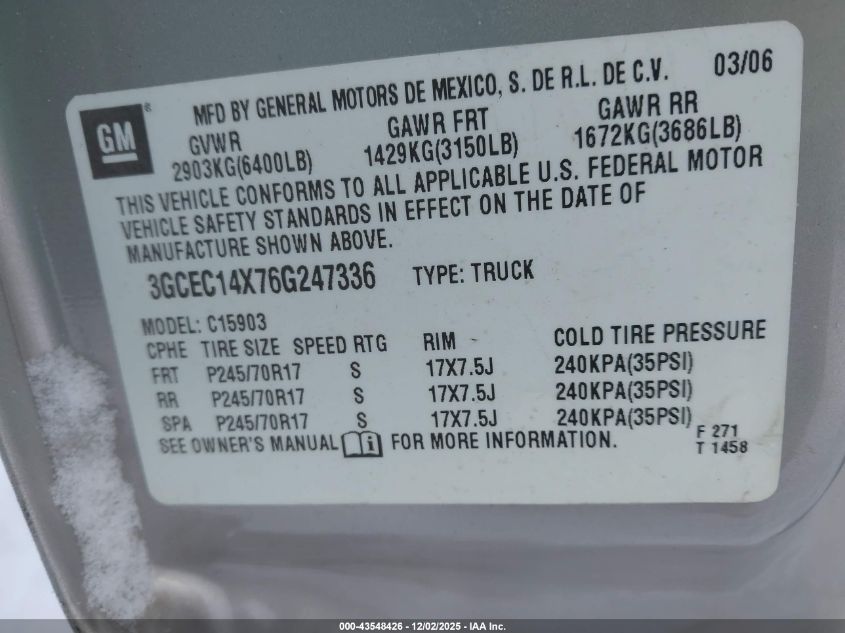 MFD BY GENERAL MOTORS DE MEXICO, S. DE R.L. DE C.V. 03/06
GM®
GVWR GAWR FRT GAWR RR
2903KG(6400LB) 1429KG(3150LB) 1672KG(3686LB)
THIS VEHICLE CONFORMS TO ALL APPLICABLE U.S. FEDERAL MOTOR
VEHICLE SAFETY STANDARDS IN EFFECT ON THE DATE OF
MANUFACTURE SHOWN ABOVE.
3GCEC14X76G247336 TYPE: TRUCK
MODEL: C15903
CPHE TIRE SIZE SPEED RTG RIM COLD TIRE PRESSURE
FRT P245/70R17 S 17X7.5J 240KPA(35PSI)
RR P245/70R17 S 17X7.5J 240KPA(35PSI)
SPA P245/70R17 S 17X7.5J 240KPA(35PSI)
SEE OWNER'S MANUAL i FOR MORE INFORMATION.
F 271
T 1458
000-43548426 - 12/02/2025 - IAA Inc.